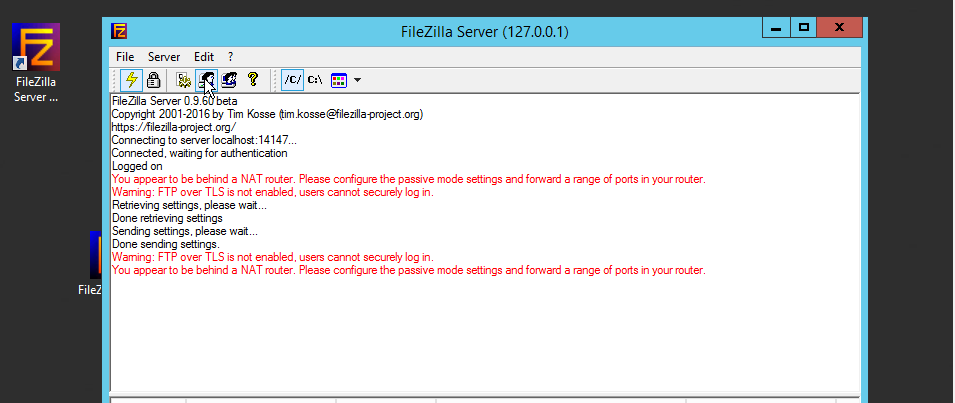 FileZilla Server (127.0.0.1)
FileZilla
Server ...
File Server Edit ?
/C/ C:\
FileZilla Server 0.9.60 beta
Copyright 2001-2016 by Tim Kosse (tim.kosse@filezilla-project.org)
https://filezilla-project.org/
Connecting to server localhost:14147...
Connected, waiting for authentication
Logged on
You appear to be behind a NAT router. Please configure the passive mode settings and forward a range of ports in your router.
Warning: FTP over TLS is not enabled, users cannot securely log in.
Retrieving settings, please wait...
Done retrieving settings
Sending settings, please wait...
Done sending settings.
Warning: FTP over TLS is not enabled, users cannot securely log in.
You appear to be behind a NAT router. Please configure the passive mode settings and forward a range of ports in your router.
FileZ